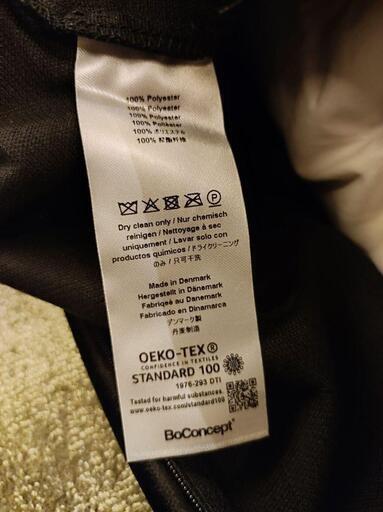 100% Polyester
100% Polyester
100% Polyester
100% Poliéster
100% ポリエステル
100% 聚酯纤维
P
Dry clean only / Nur chemisch
reinigen / Nettoyage à sec
uniquement / Lavar solo con
productos quimicos / ドライクリーニング
のみ / 只可干洗
Made in Denmark
Hergestellt in Dänemark
Fabriqué au Danemark
Fabricado en Dinamarca
デンマーク製
丹麦制造
OEKO-TEX®
CONFIDENCE IN TEXTILES
STANDARD 100
1976-293 DTI
Tested for harmful substances.
www.oeko-tex.com/standard100
BoConcept®